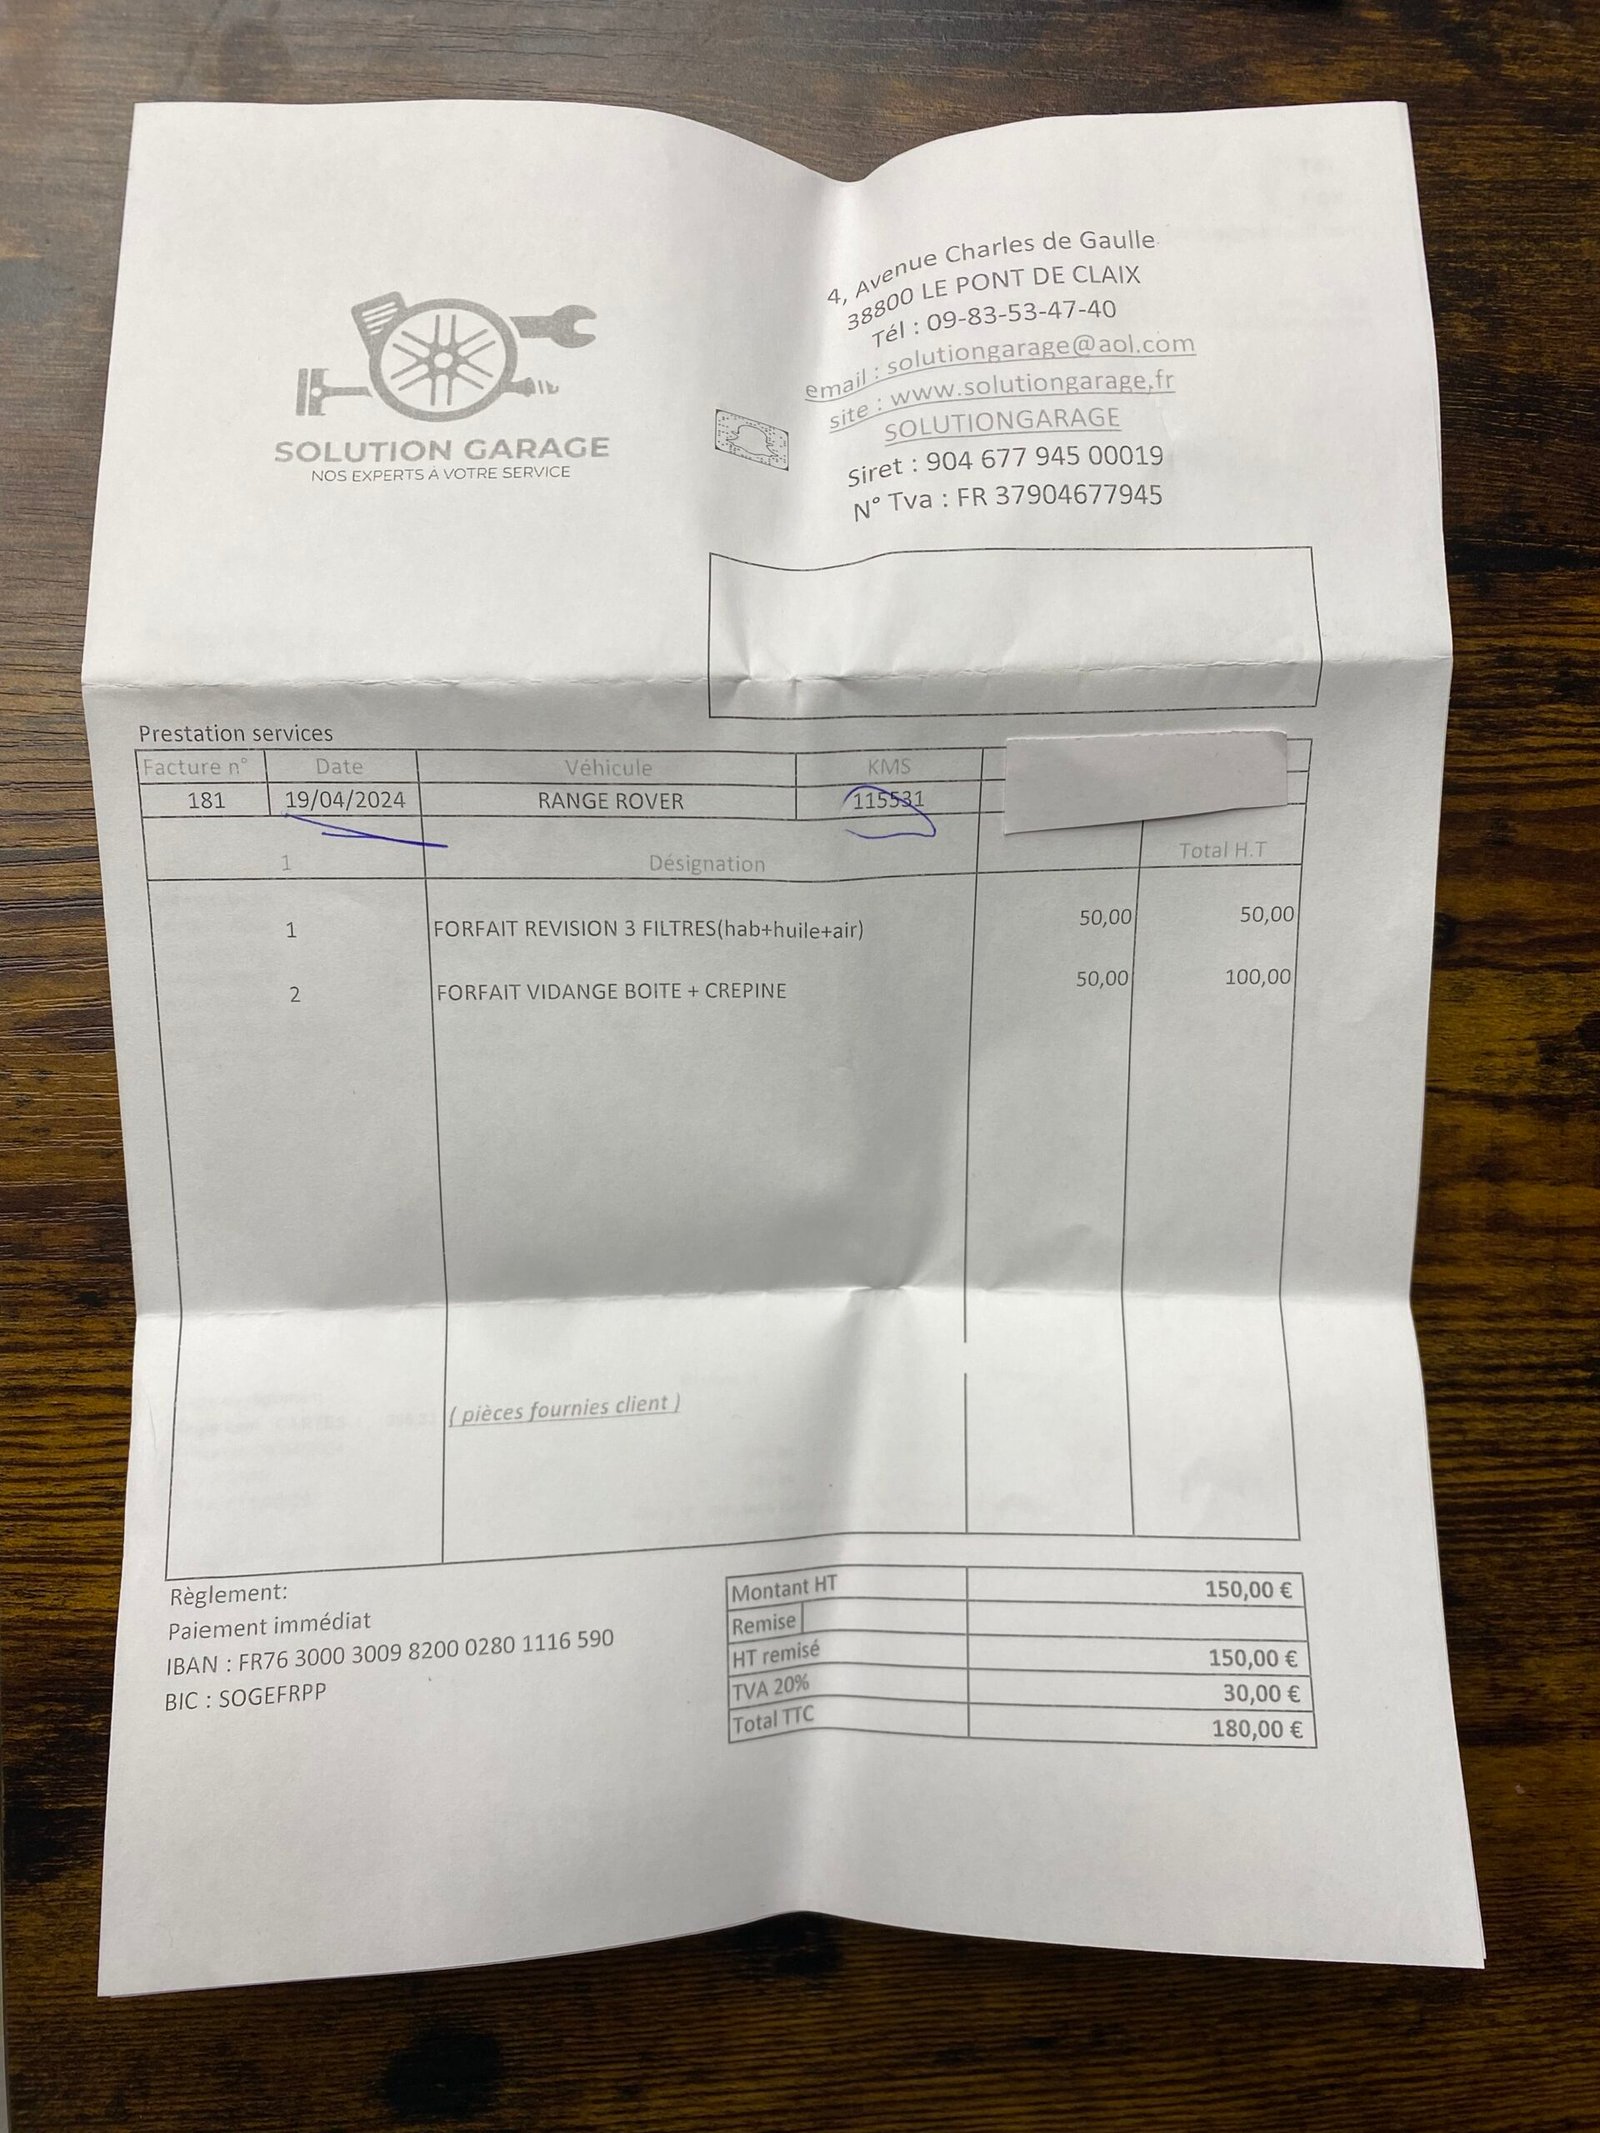 SOLUTION GARAGE
NOS EXPERTS À VOTRE SERVICE
4, Avenue Charles de Gaulle
38800 LE PONT DE CLAIX
Tél : 09-83-53-47-40
email : solutiongarage@aol.com
site : www.solutiongarage.fr
SOLUTIONGARAGE
Siret : 904 677 945 00019
N° Tva : FR 37904677945
Prestation services
Facture n° Date Véhicule KMS
181 19/04/2024 RANGE ROVER 115531
1 Désignation Total H.T
1 FORFAIT REVISION 3 FILTRES(hab+huile+air) 50,00 50,00
2 FORFAIT VIDANGE BOITE + CREPINE 50,00 100,00
( pièces fournies client )
Règlement:
Paiement immédiat
IBAN : FR76 3000 3009 8200 0280 1116 590
BIC : SOGEFRPP
Montant HT 150,00 €
Remise
HT remisé 150,00 €
TVA 20% 30,00 €
Total TTC 180,00 €